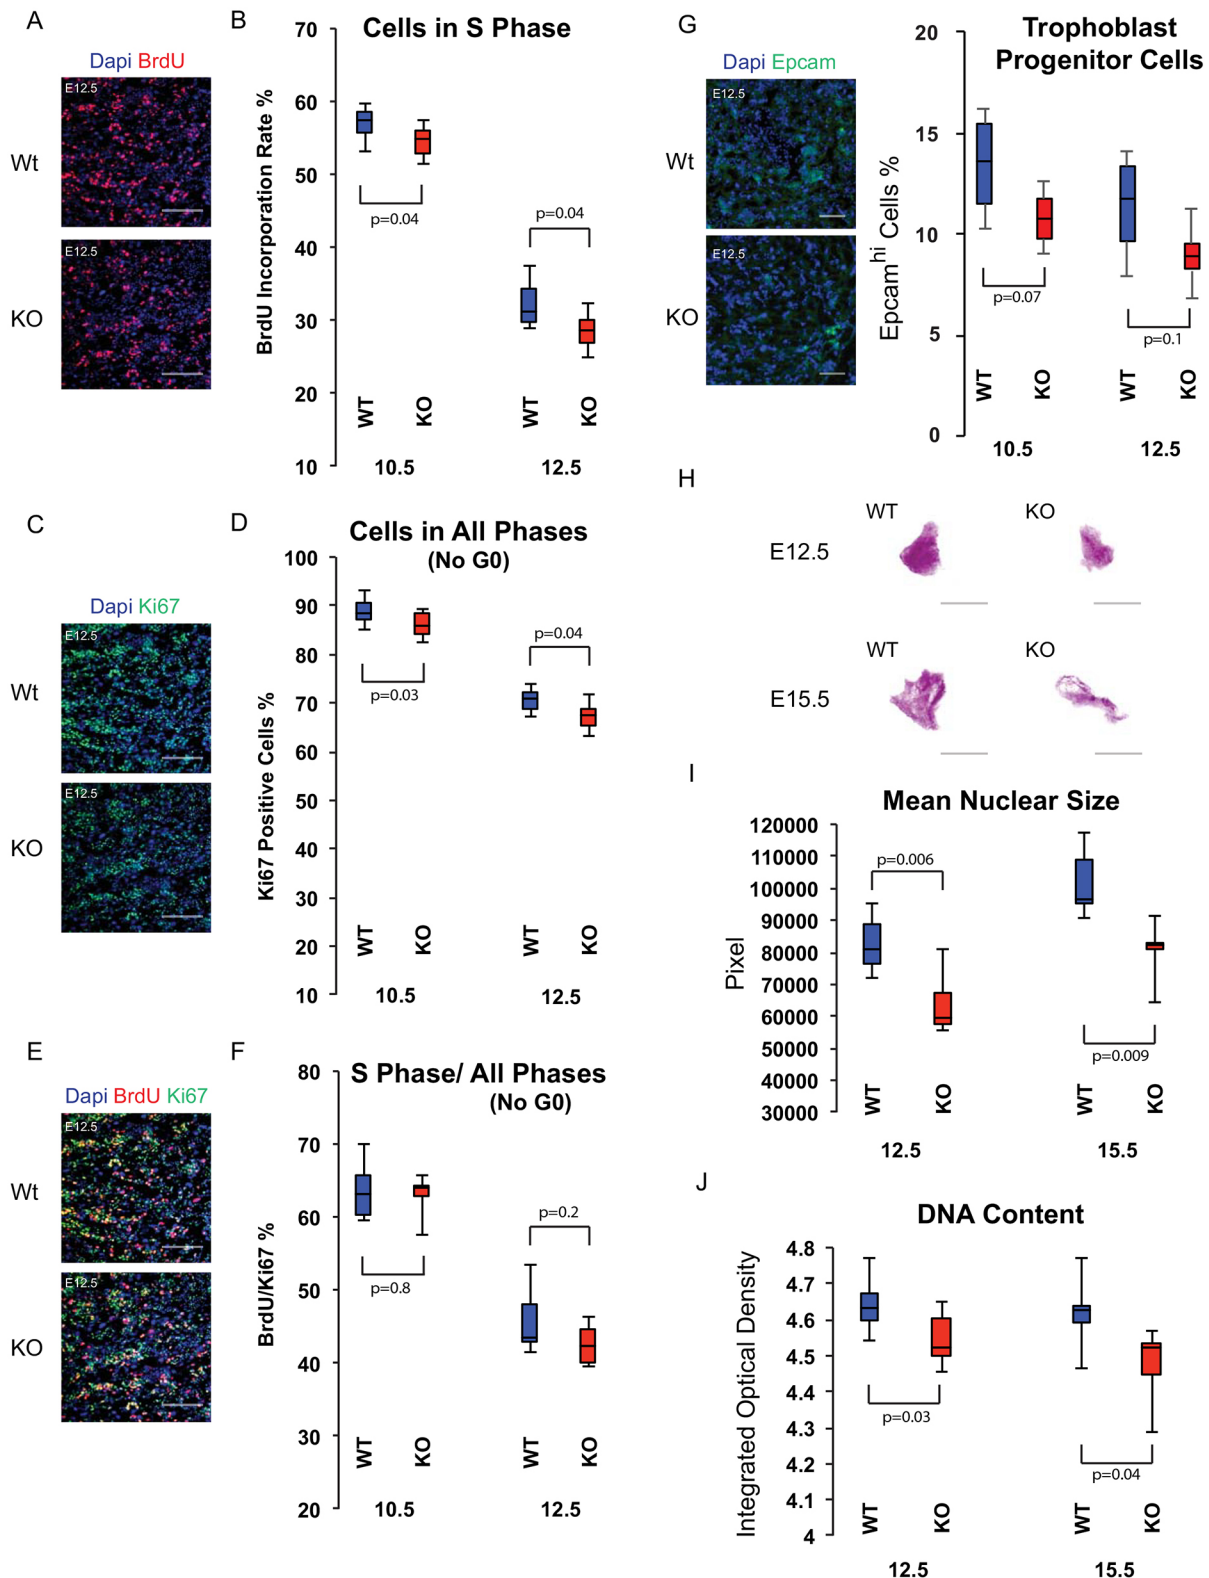 A
Dapi BrdU
E12.5
Wt
E12.5
KO
B
Cells in S Phase
BrdU Incorporation Rate %
70
60
50
40
30
20
10
p=0.04
p=0.04
WT
KO
WT
KO
10.5
12.5
C
Dapi Ki67
E12.5
Wt
E12.5
KO
D
Cells in All Phases
(No G0)
Ki67 Positive Cells %
100
90
80
70
60
50
40
30
20
10
p=0.03
p=0.04
WT
KO
WT
KO
10.5
12.5
E
Dapi BrdU Ki67
E12.5
Wt
E12.5
KO
F
S Phase/ All Phases
(No G0)
BrdU/Ki67 %
80
70
60
50
40
30
20
p=0.8
p=0.2
WT
KO
WT
KO
10.5
12.5
G
Dapi Epcam
E12.5
Wt
E12.5
KO
Trophoblast
Progenitor Cells
Epcamhi Cells %
20
15
10
5
0
p=0.07
p=0.1
WT
KO
WT
KO
10.5
12.5
H
WT
KO
E12.5
WT
KO
E15.5
I
Mean Nuclear Size
Pixel
120000
110000
100000
90000
80000
70000
60000
50000
40000
30000
p=0.006
p=0.009
WT
KO
WT
KO
12.5
15.5
J
DNA Content
Integrated Optical Density
4.8
4.7
4.6
4.5
4.4
4.3
4.2
4.1
4
p=0.03
p=0.04
WT
KO
WT
KO
12.5
15.5